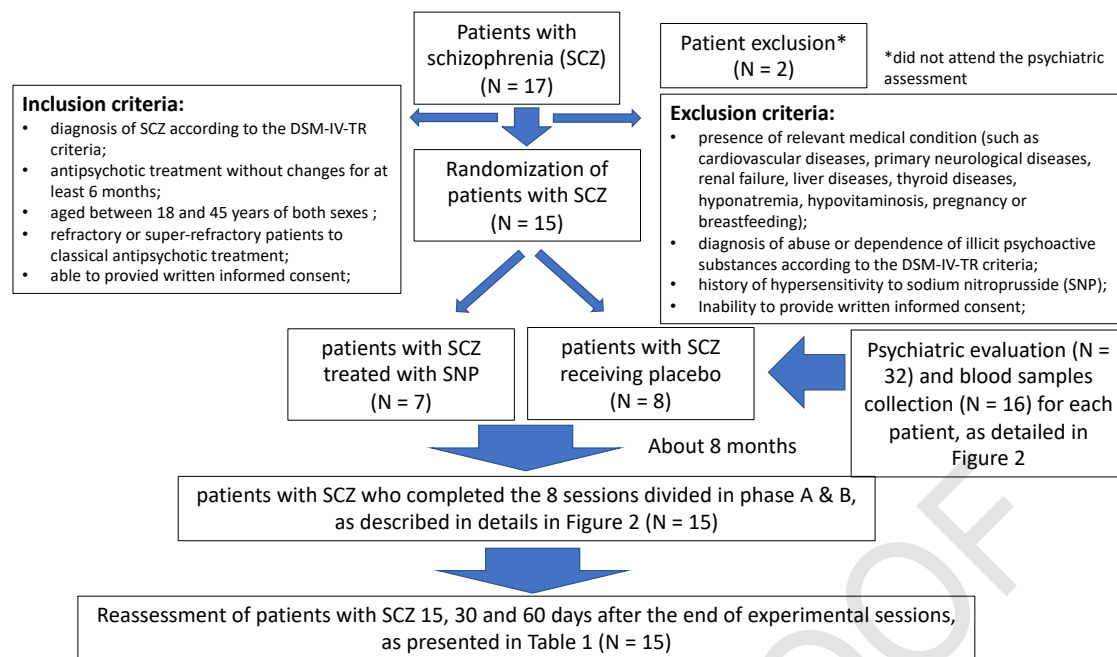 Patients with
schizophrenia (SCZ)
(N = 17)
Patient exclusion*
(N = 2)
*did not attend the psychiatric
assessment
Inclusion criteria:
• diagnosis of SCZ according to the DSM-IV-TR
criteria;
• antipsychotic treatment without changes for at
least 6 months;
• aged between 18 and 45 years of both sexes ;
• refractory or super-refractory patients to
classical antipsychotic treatment;
• able to provied written informed consent;
Exclusion criteria:
• presence of relevant medical condition (such as
cardiovascular diseases, primary neurological diseases,
renal failure, liver diseases, thyroid diseases,
hyponatremia, hypovitaminosis, pregnancy or
breastfeeding);
• diagnosis of abuse or dependence of illicit psychoactive
substances according to the DSM-IV-TR criteria;
• history of hypersensitivity to sodium nitroprusside (SNP);
• Inability to provide written informed consent;
Randomization of
patients with SCZ
(N = 15)
patients with SCZ
treated with SNP
(N = 7)
patients with SCZ
receiving placebo
(N = 8)
Psychiatric evaluation (N =
32) and blood samples
collection (N = 16) for each
patient, as detailed in
Figure 2
About 8 months
patients with SCZ who completed the 8 sessions divided in phase A & B,
as described in details in Figure 2 (N = 15)
Reassessment of patients with SCZ 15, 30 and 60 days after the end of experimental sessions,
as presented in Table 1 (N = 15)
OOF